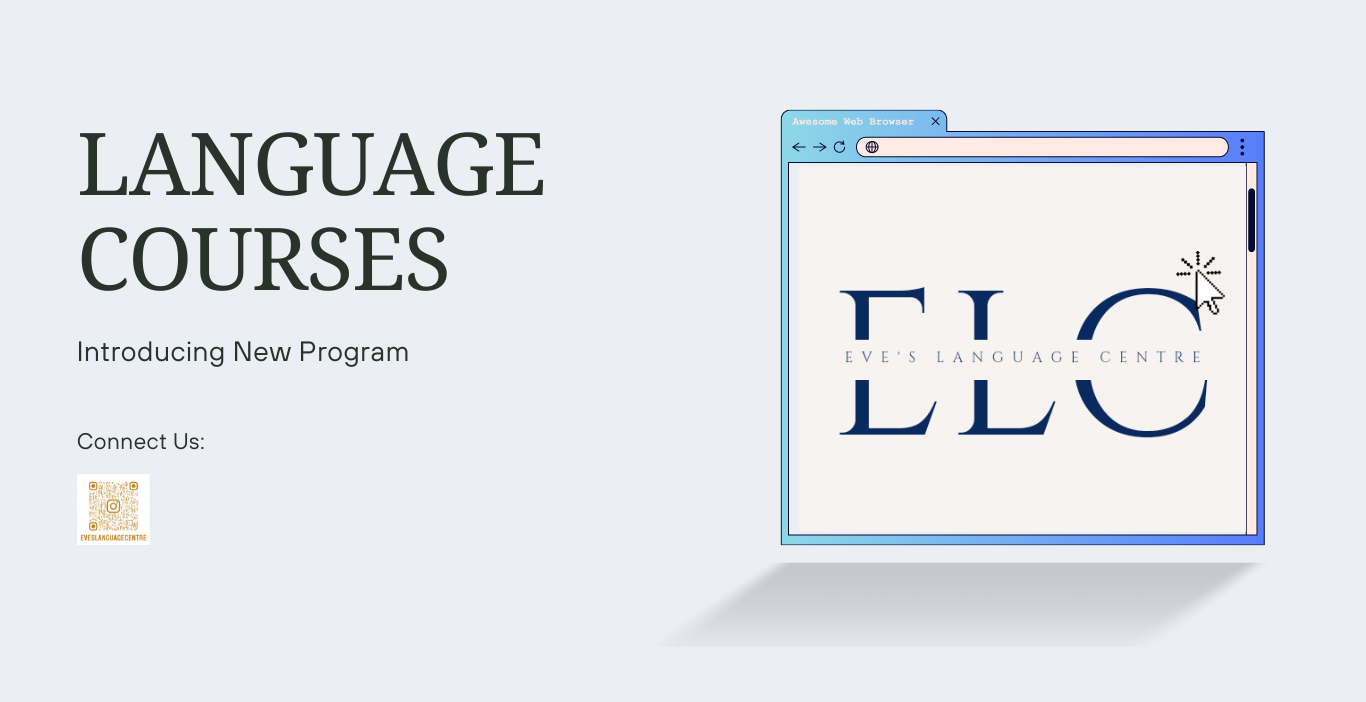 LANGUAGE
COURSES
Introducing New Program
Connect Us:
EVESLANGUAGECENTRE
Awesome Web Browser
ELC
EVE'S LANGUAGE CENTRE